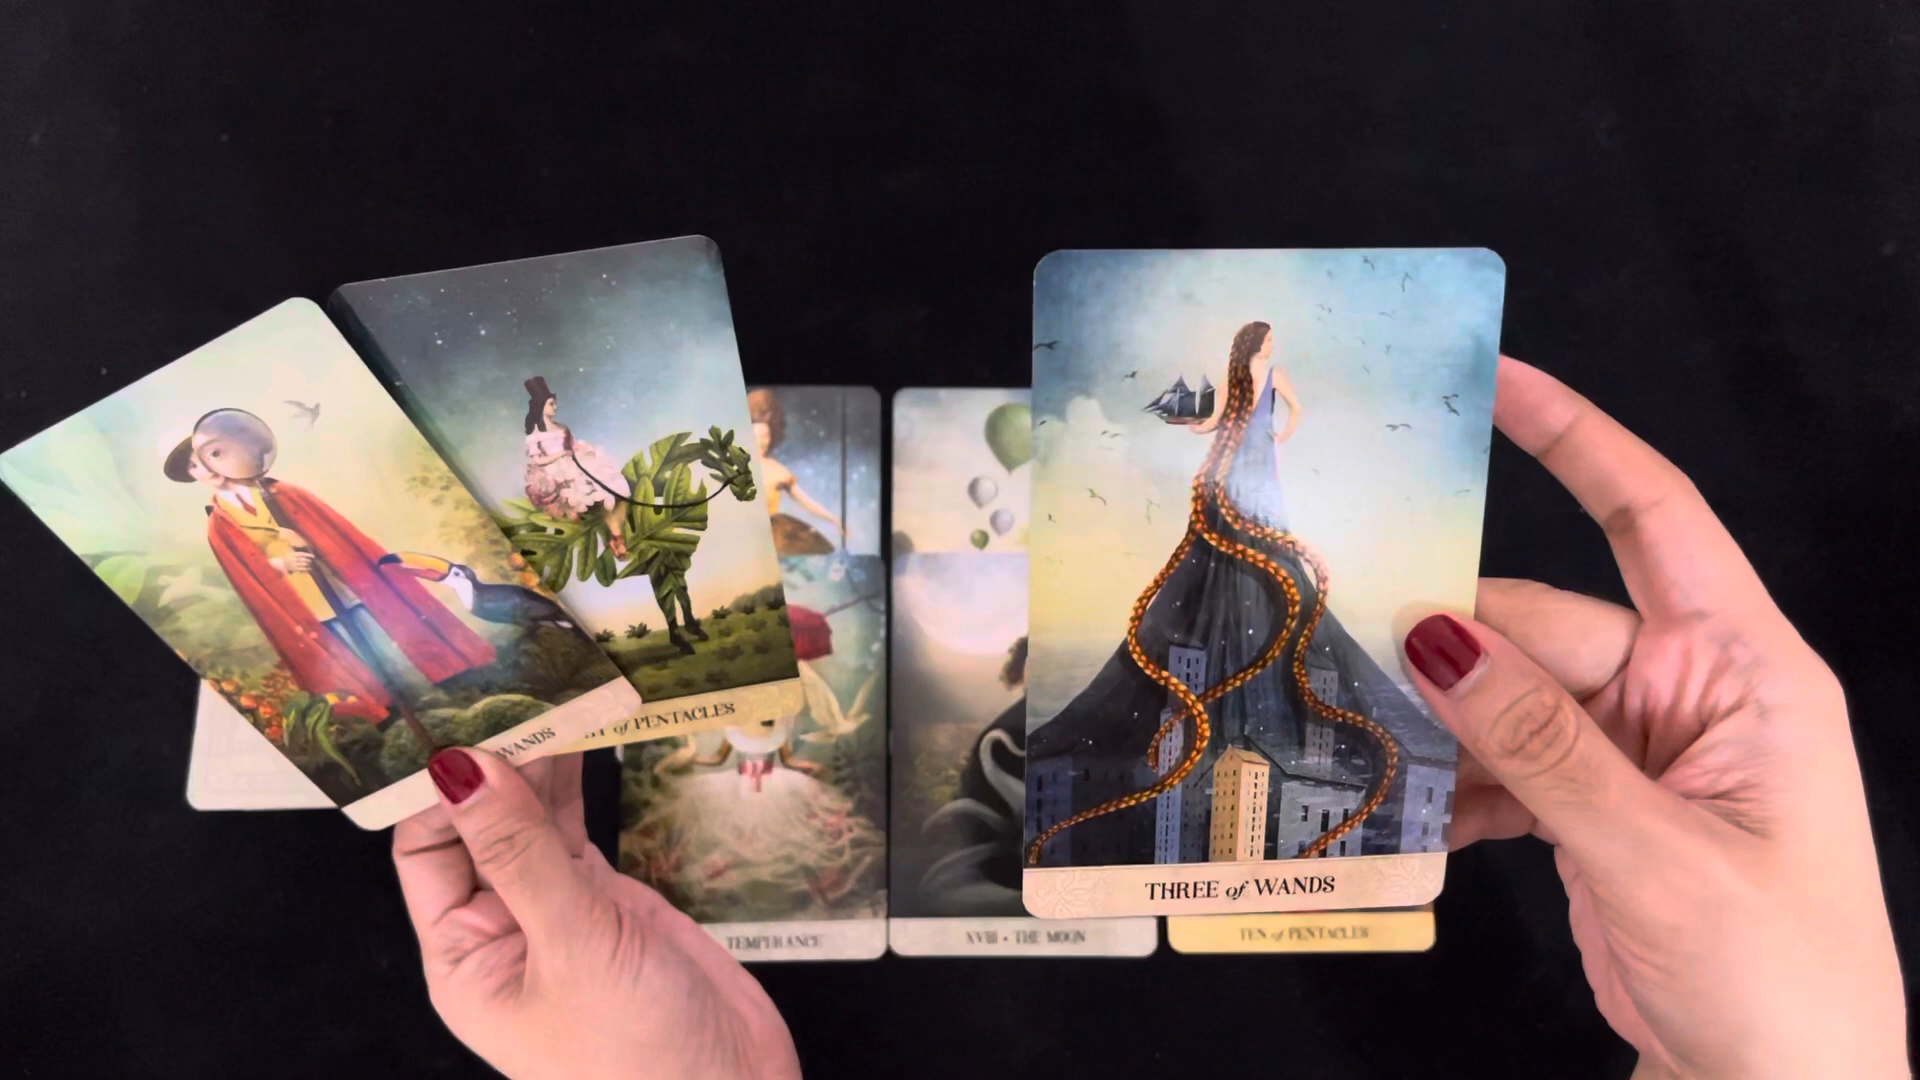 WANDS
of PENTACLES
THREE of WANDS
TEMPERANCE
XVIII • THE MOON
TEN of PENTACLES